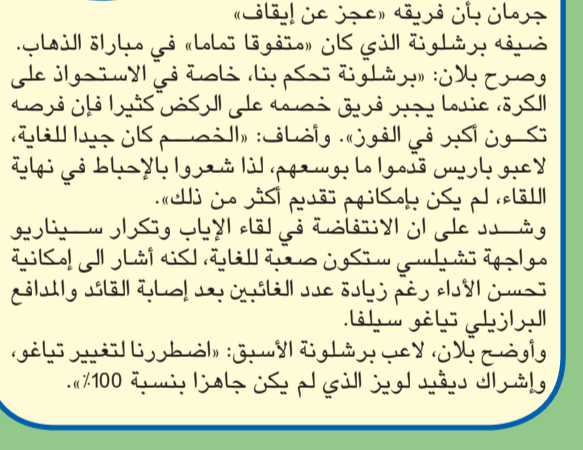 جرمان بأن فريقه «عجز عن إيقاف»
ضيفه برشلونة الذي كان «متفوقا تماما» في مباراة الذهاب.
وصرح بلان: «برشلونة تحكم بنا، خاصة في الاستحواذ على
الكرة، عندما يجبر فريق خصمه على الركض كثيرا فإن فرصه
تكون أكبر في الفوز». وأضاف: «الخصم كان جيدا للغاية،
لاعبو باريس قدموا ما بوسعهم، لذا شعروا بالإحباط في نهاية
اللقاء، لم يكن بإمكانهم تقديم أكثر من ذلك».
وشدد على ان الانتفاضة في لقاء الإياب وتكرار سيناريو
مواجهة تشيلسي ستكون صعبة للغاية، لكنه أشار الى إمكانية
تحسن الأداء رغم زيادة عدد الغائبين بعد إصابة القائد والمدافع
البرازيلي تياغو سيلفا.
وأوضح بلان، لاعب برشلونة الأسبق: «اضطررنا لتغيير تياغو،
وإشراك ديفيد لويز الذي لم يكن جاهزا بنسبة 100٪».